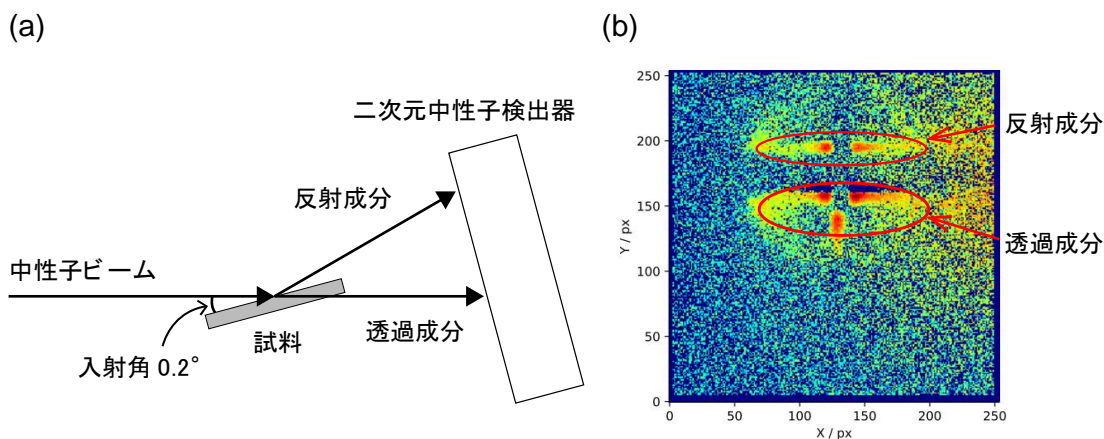 (a)
二次元中性子検出器
反射成分
中性子ビーム
試料
透過成分
入射角 0.2°
(b)
反射成分
透過成分
Y / px
250
200
150
100
50
0
0 50 100 150 200 250
X / px